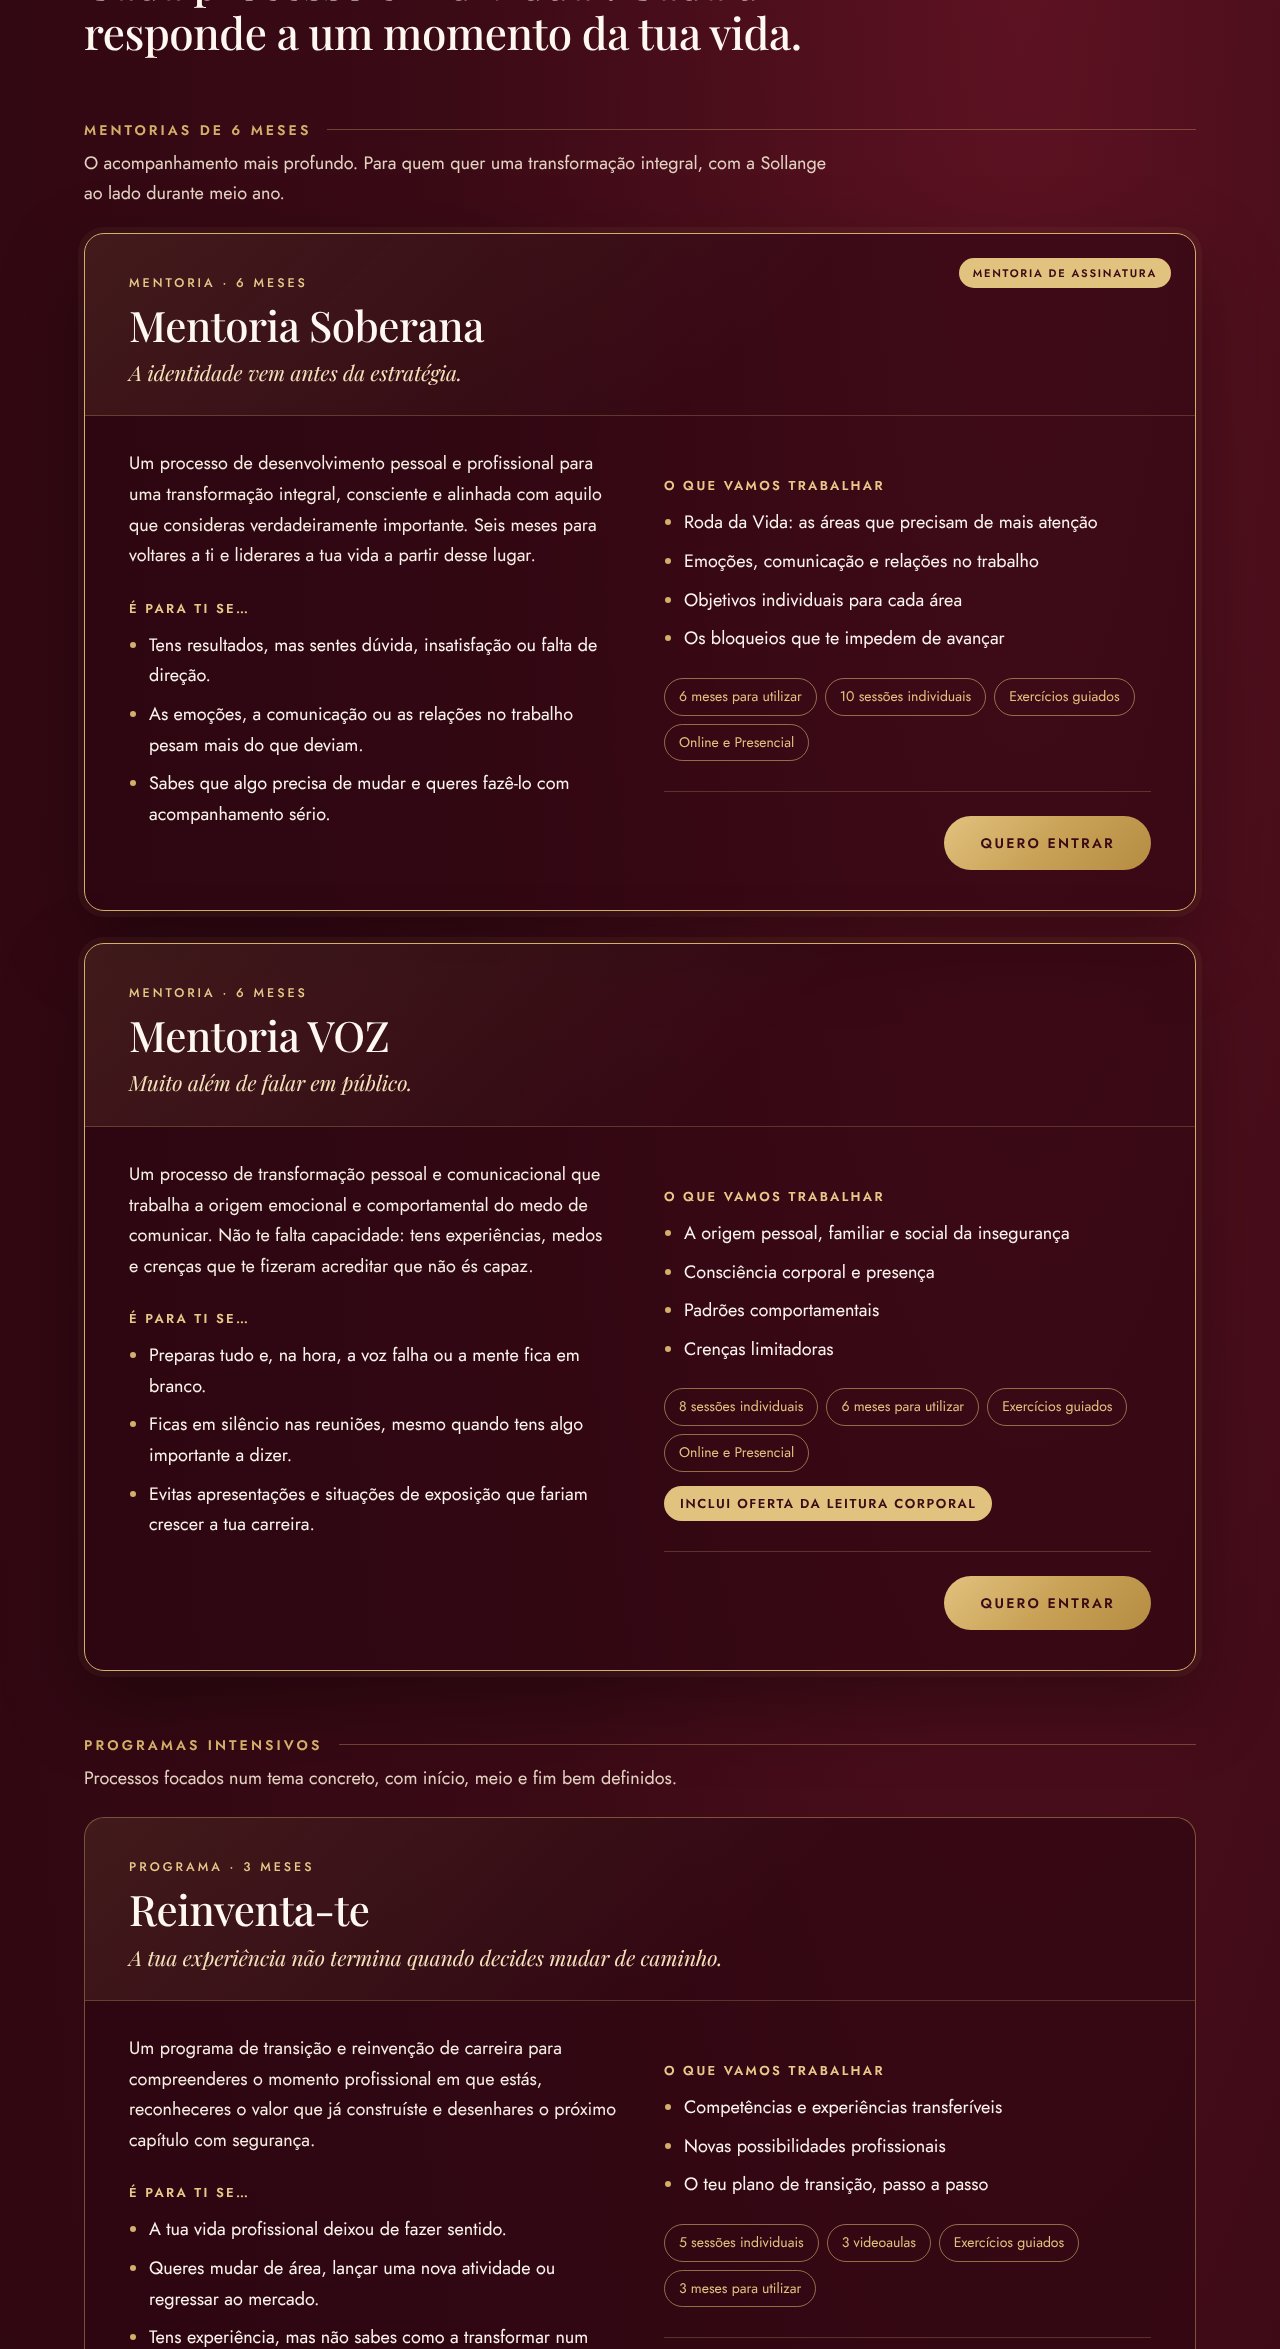 responde a um momento da tua vida.
MENTORIAS DE 6 MESES
O acompanhamento mais profundo. Para quem quer uma transformação integral, com a Sollange
ao lado durante meio ano.
MENTORIA DE ASSINATURA
MENTORIA · 6 MESES
Mentoria Soberana
A identidade vem antes da estratégia.
Um processo de desenvolvimento pessoal e profissional para
uma transformação integral, consciente e alinhada com aquilo
que consideras verdadeiramente importante. Seis meses para
voltares a ti e liderares a tua vida a partir desse lugar.
É PARA TI SE…
Tens resultados, mas sentes dúvida, insatisfação ou falta de
direção.
As emoções, a comunicação ou as relações no trabalho
pesam mais do que deviam.
Sabes que algo precisa de mudar e queres fazê-lo com
acompanhamento sério.
O QUE VAMOS TRABALHAR
Roda da Vida: as áreas que precisam de mais atenção
Emoções, comunicação e relações no trabalho
Objetivos individuais para cada área
Os bloqueios que te impedem de avançar
6 meses para utilizar
10 sessões individuais
Exercícios guiados
Online e Presencial
QUERO ENTRAR
MENTORIA · 6 MESES
Mentoria VOZ
Muito além de falar em público.
Um processo de transformação pessoal e comunicacional que
trabalha a origem emocional e comportamental do medo de
comunicar. Não te falta capacidade: tens experiências, medos
e crenças que te fizeram acreditar que não és capaz.
É PARA TI SE…
Preparas tudo e, na hora, a voz falha ou a mente fica em
branco.
Ficas em silêncio nas reuniões, mesmo quando tens algo
importante a dizer.
Evitas apresentações e situações de exposição que fariam
crescer a tua carreira.
O QUE VAMOS TRABALHAR
A origem pessoal, familiar e social da insegurança
Consciência corporal e presença
Padrões comportamentais
Crenças limitadoras
8 sessões individuais
6 meses para utilizar
Exercícios guiados
Online e Presencial
INCLUI OFERTA DA LEITURA CORPORAL
QUERO ENTRAR
PROGRAMAS INTENSIVOS
Processos focados num tema concreto, com início, meio e fim bem definidos.
PROGRAMA · 3 MESES
Reinventa-te
A tua experiência não termina quando decides mudar de caminho.
Um programa de transição e reinvenção de carreira para
compreenderes o momento profissional em que estás,
reconheceres o valor que já construíste e desenhares o próximo
capítulo com segurança.
É PARA TI SE…
A tua vida profissional deixou de fazer sentido.
Queres mudar de área, lançar uma nova atividade ou
regressar ao mercado.
Tens experiência, mas não sabes como a transformar num
O QUE VAMOS TRABALHAR
Competências e experiências transferíveis
Novas possibilidades profissionais
O teu plano de transição, passo a passo
5 sessões individuais
3 videoaulas
Exercícios guiados
3 meses para utilizar